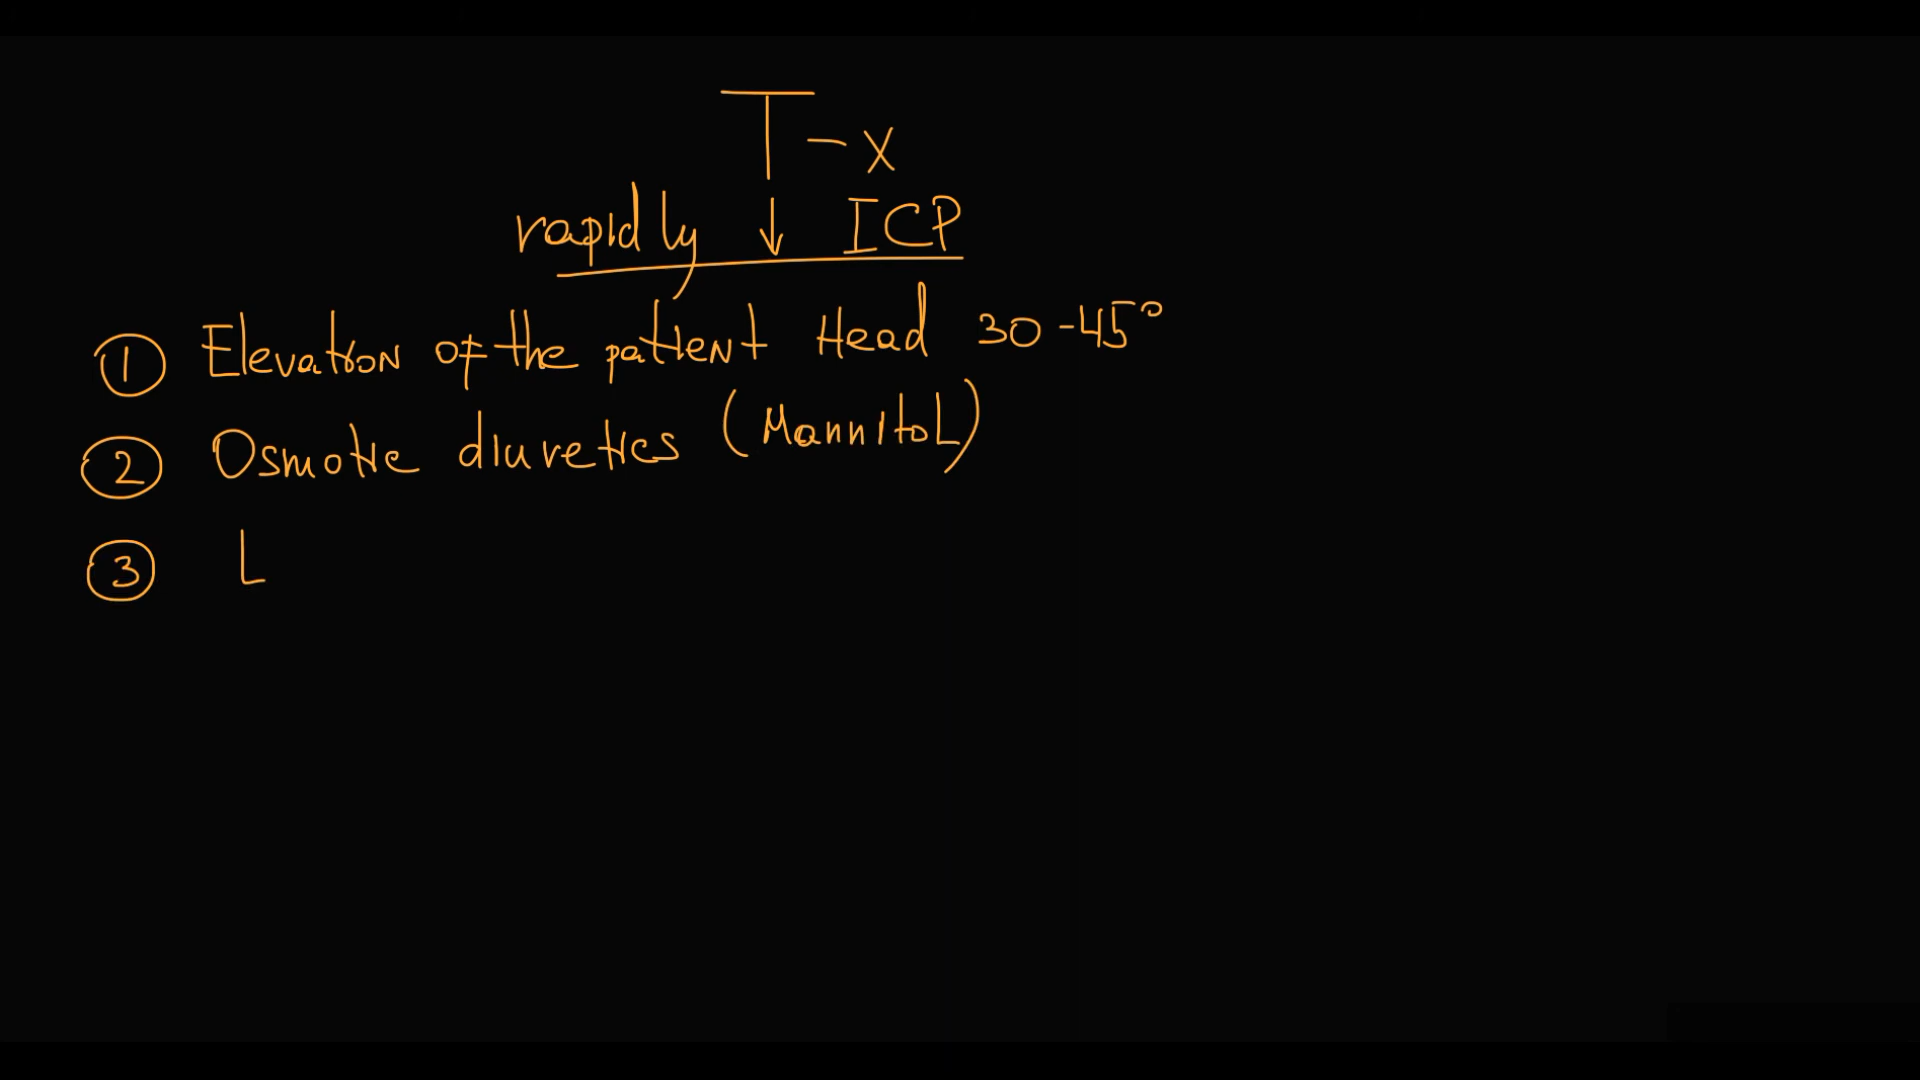 T-x
rapidly ↓ ICP
① Elevation of the patient Head 30-45°
② Osmotic diuretics (Mannitol)
③ L